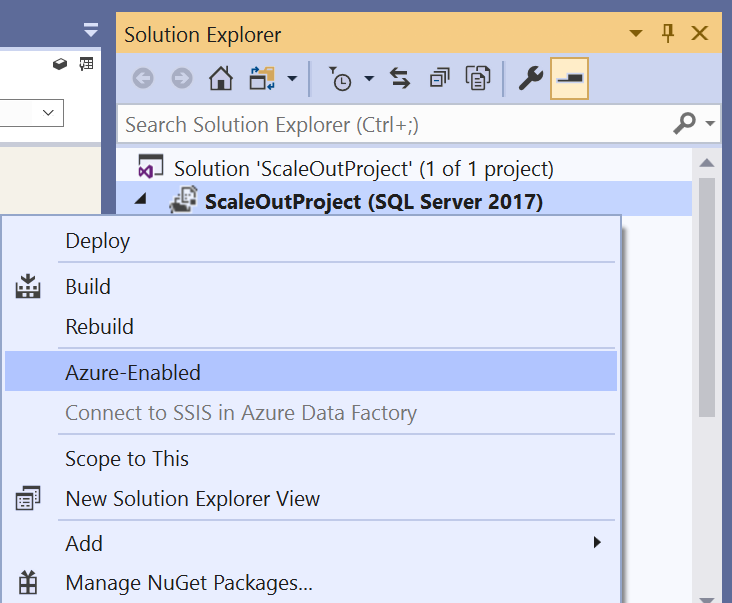 Solution Explorer
Search Solution Explorer (Ctrl+;)
Solution 'ScaleOutProject' (1 of 1 project)
ScaleOutProject (SQL Server 2017)
Deploy
Build
Rebuild
Azure-Enabled
Connect to SSIS in Azure Data Factory
Scope to This
New Solution Explorer View
Add
Manage NuGet Packages...